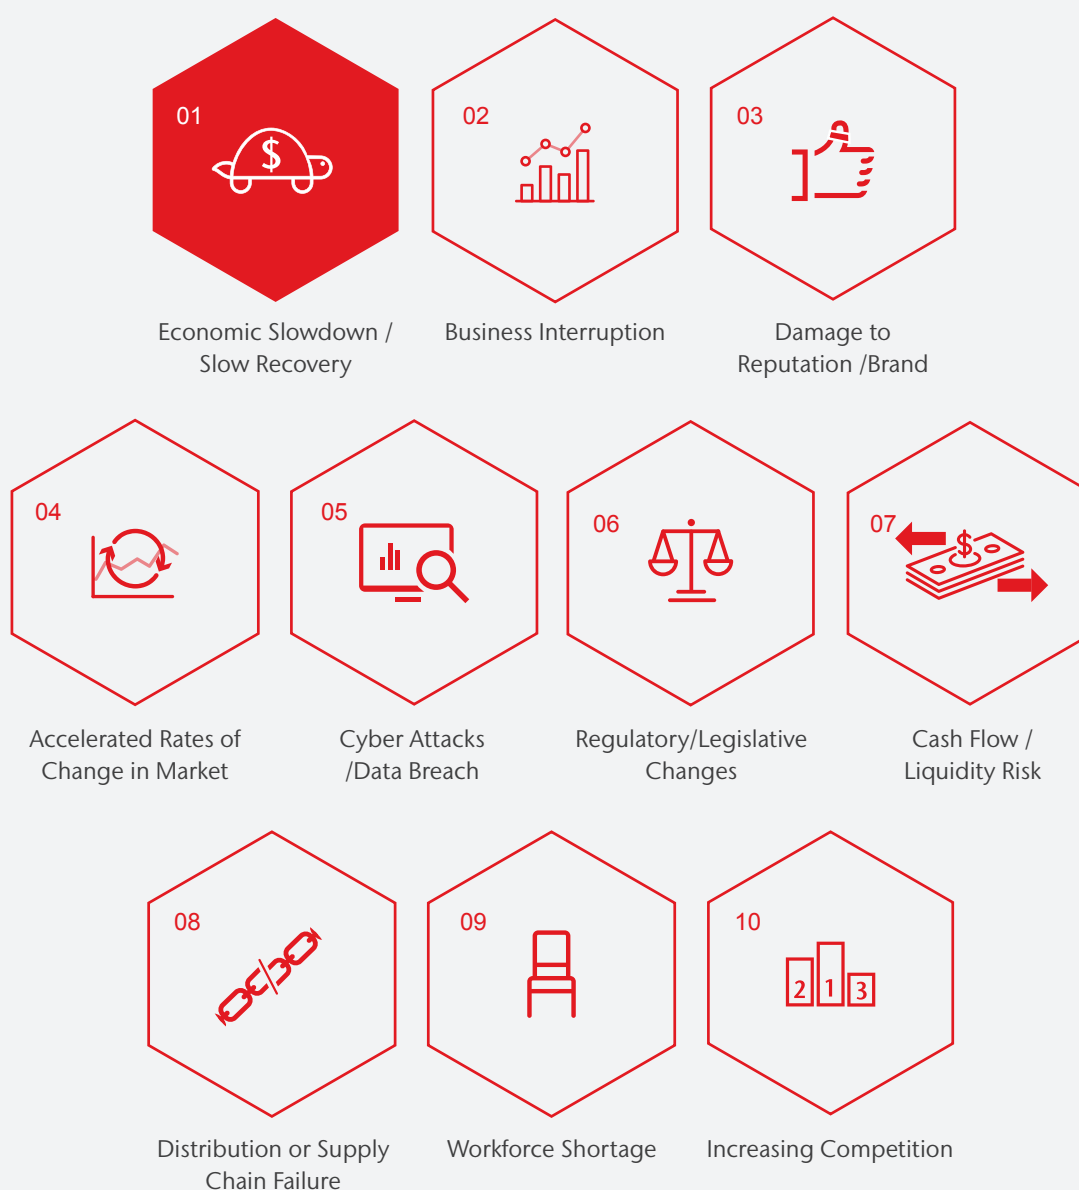 01
$
02
03
Economic Slowdown /
Slow Recovery
Business Interruption
Damage to
Reputation /Brand
04
05
06
07
$
Accelerated Rates of
Change in Market
Cyber Attacks
/Data Breach
Regulatory/Legislative
Changes
Cash Flow /
Liquidity Risk
08
09
10
2 1 3
Distribution or Supply
Chain Failure
Workforce Shortage
Increasing Competition